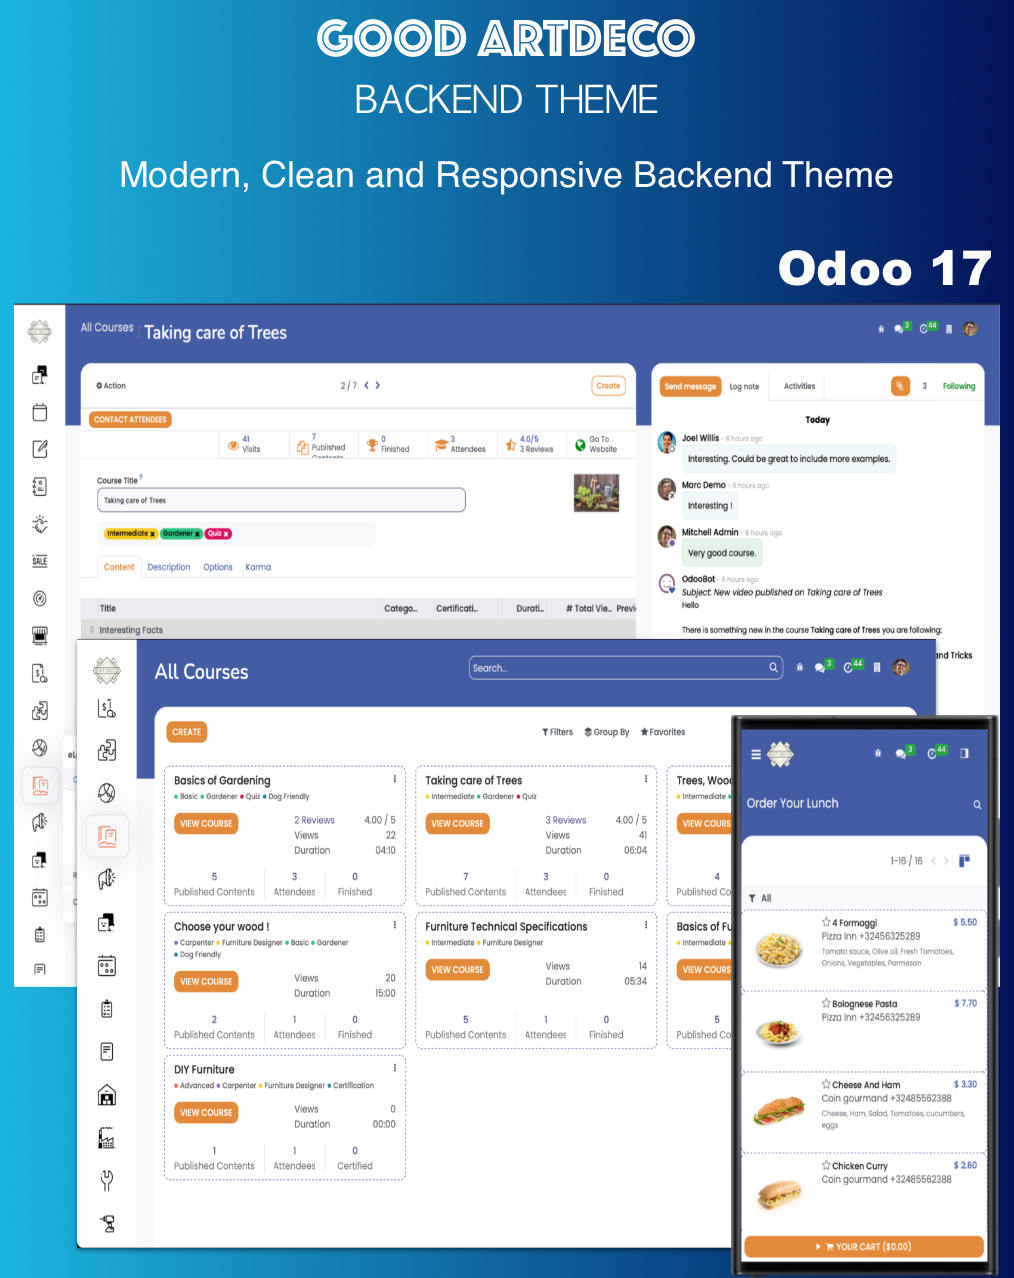 GOOD ARTDECO
BACKEND THEME
Modern, Clean and Responsive Backend Theme
Odoo 17
All Courses / Taking care of Trees
3
44
Action
2 / 7
Create
CONTACT ATTENDEES
41
Visits
7
Published
Contents
0
Finished
3
Attendees
4.0/5
3 Reviews
Go To
Website
Course Title ?
Taking care of Trees
Intermediate x Gardener x Quiz x
Content Description Options Karma
Title Catego... Certificati... Durati... # Total Vie... Previ
Interesting Facts
Send message Log note Activities 3 Following
Today
Joel Willis - 6 hours ago
Interesting. Could be great to include more examples.
Marc Demo - 6 hours ago
Interesting !
Mitchell Admin - 6 hours ago
Very good course.
OdooBot - 6 hours ago
Subject: New video published on Taking care of Trees
Hello
There is something new in the course Taking care of Trees you are following:
and Tricks
SALE
eL
All Courses
Search...
3
44
CREATE
Filters Group By Favorites
Basics of Gardening
Basic Gardener Quiz Dog Friendly
VIEW COURSE
2 Reviews 4.00 / 5
Views 22
Duration 04:10
5 3 0
Published Contents Attendees Finished
Taking care of Trees
Intermediate Gardener Quiz
VIEW COURSE
3 Reviews 4.00 / 5
Views 41
Duration 06:04
7 3 0
Published Contents Attendees Finished
Trees, Woo
Intermediate
VIEW COURS
4
Published Co
Choose your wood !
Carpenter Furniture Designer Basic Gardener
Dog Friendly
VIEW COURSE
Views 20
Duration 15:00
2 1 0
Published Contents Attendees Finished
Furniture Technical Specifications
Intermediate Furniture Designer
VIEW COURSE
Views 14
Duration 05:34
5 1 0
Published Contents Attendees Finished
Basics of Fu
Intermediate
VIEW COURS
5
Published Co
DIY Furniture
Advanced Carpenter Furniture Designer Certification
VIEW COURSE
Views 0
Duration 00:00
1 1 0
Published Contents Attendees Certified
3
44
Order Your Lunch
1-16 / 16
All
4 Formaggi $ 5.50
Pizza Inn +32456325289
Tomato sauce, Olive oil, Fresh Tomatoes,
Onions, Vegetables, Parmesan
Bolognese Pasta $ 7.70
Pizza Inn +32456325289
Cheese And Ham $ 3.30
Coin gourmand +32485562388
Cheese, Ham, Salad, Tomatoes, cucumbers,
eggs
Chicken Curry $ 2.60
Coin gourmand +32485562388
YOUR CART ($0.00)